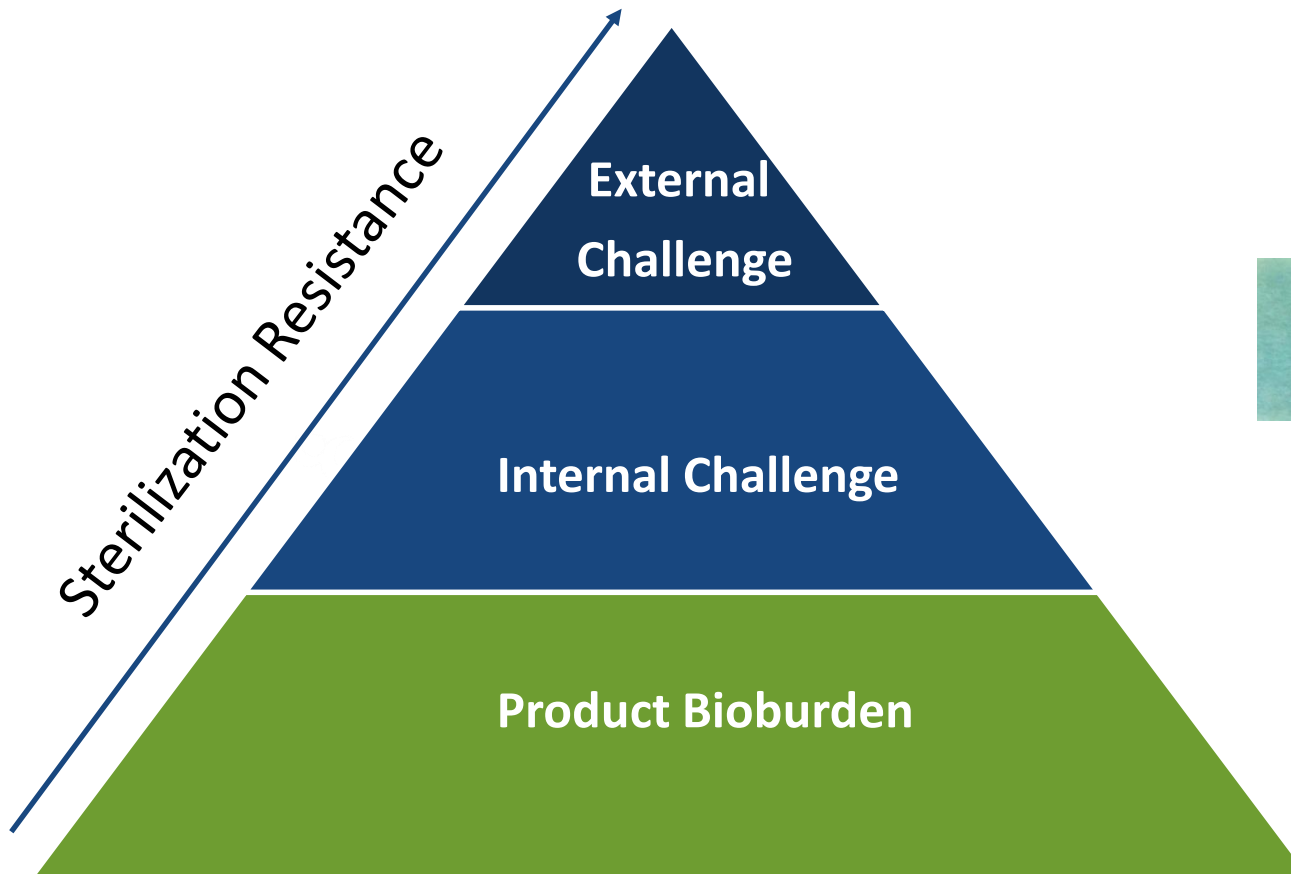 Sterilization Resistance
External
Challenge
Internal Challenge
Product Bioburden